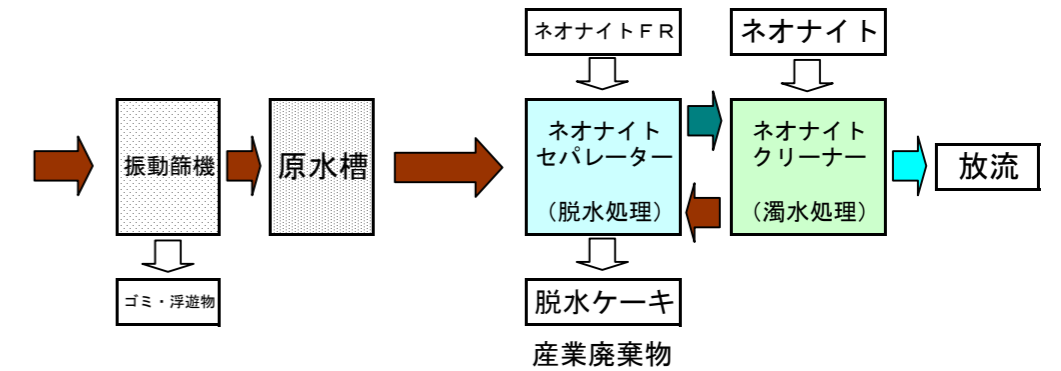 ネオナイトＦＲ
ネオナイト
振動篩機
原水槽
ネオナイト
セパレーター
（脱水処理）
ネオナイト
クリーナー
（濁水処理）
放流
ゴミ・浮遊物
脱水ケーキ
産業廃棄物